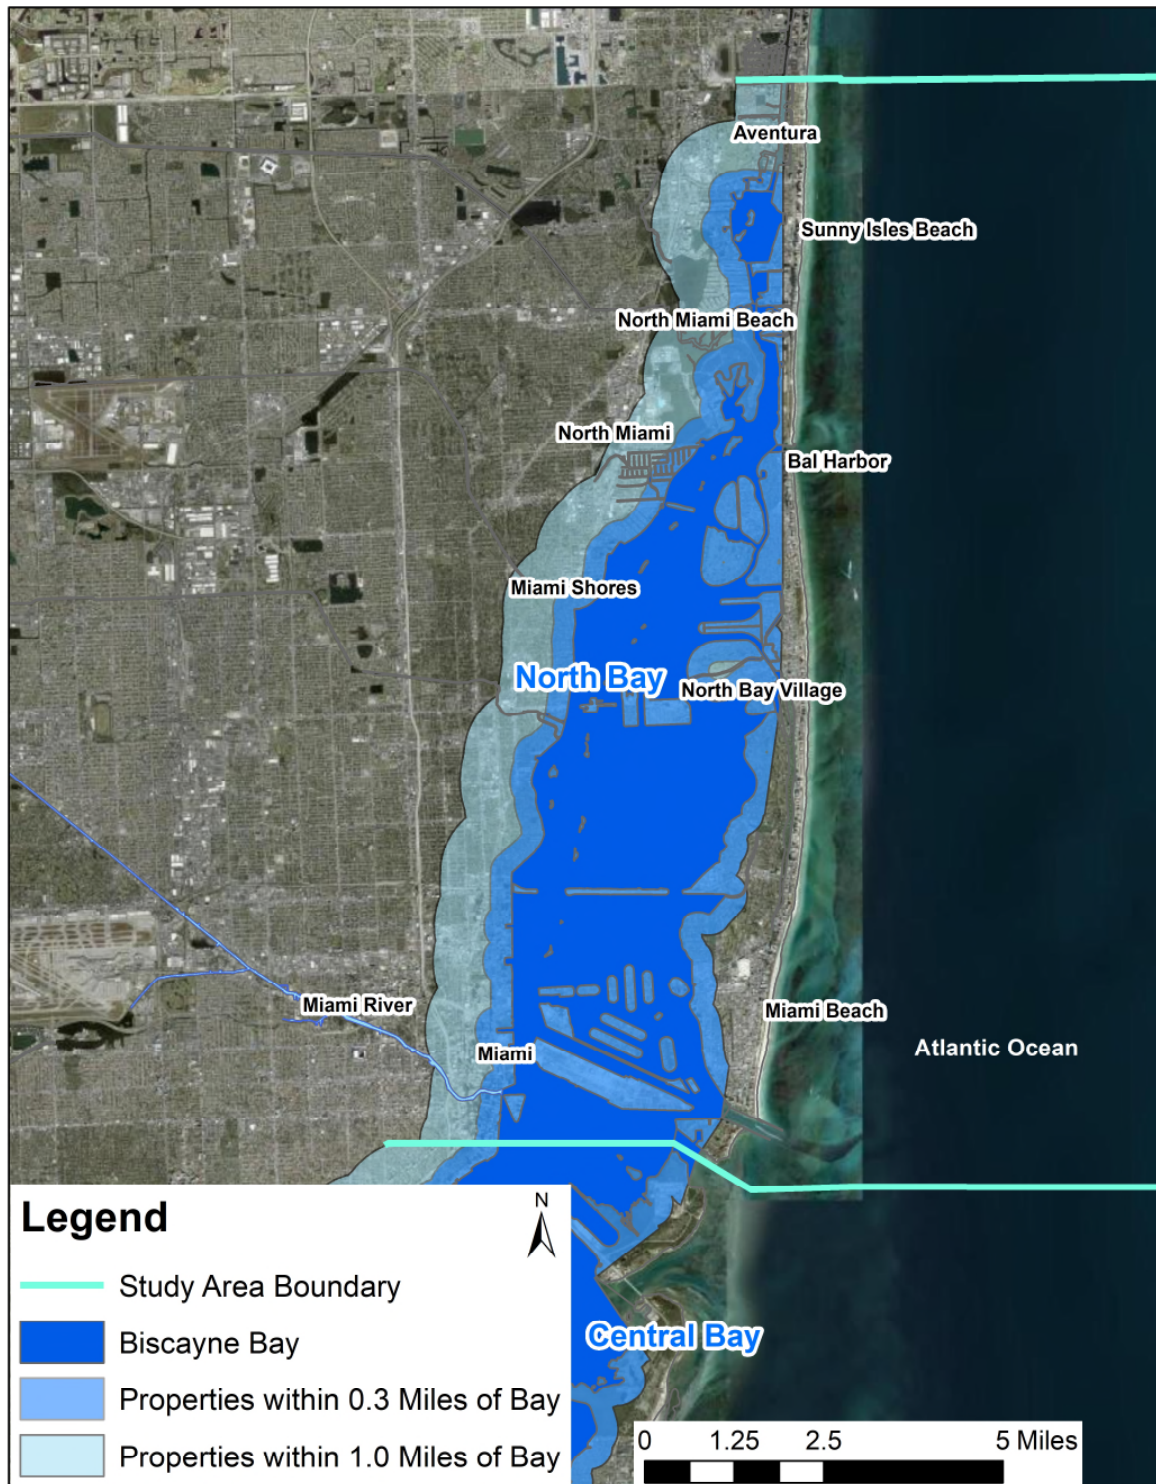 Aventura
Sunny Isles Beach
North Miami Beach
North Miami
Bal Harbor
Miami Shores
North Bay
North Bay Village
Miami River
Miami Beach
Miami
Atlantic Ocean
Legend
N
Study Area Boundary
Biscayne Bay
Central Bay
Properties within 0.3 Miles of Bay
Properties within 1.0 Miles of Bay
0 1.25 2.5 5 Miles